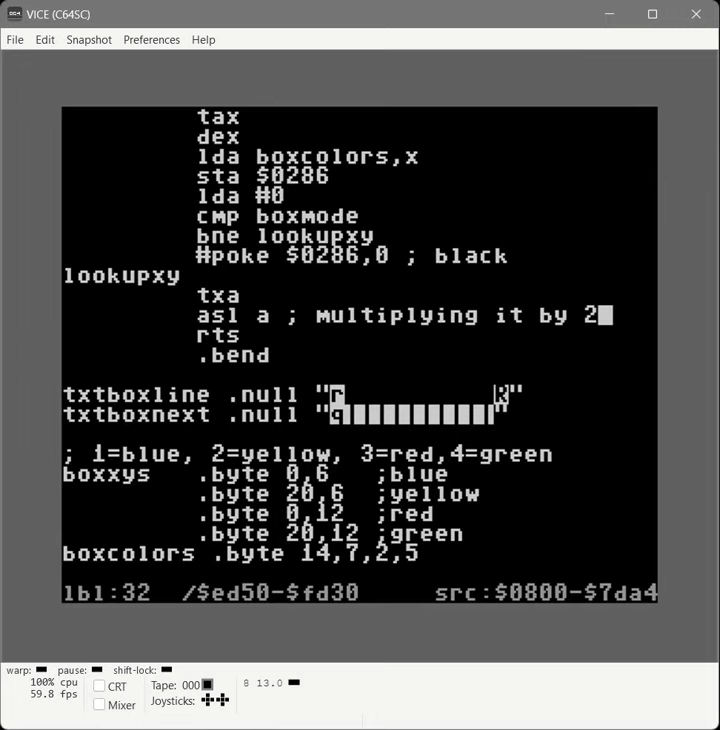 VICE (C64SC)
File Edit Snapshot Preferences Help
tax
dex
lda boxcolors,x
sta $0286
lda #0
cmp boxmode
bne lookupxy
#poke $0286,0 ; black
lookupxy
txa
asl a ; multiplying it by 2
rts
.bend
txtboxline .null "r R"
txtboxnext .null "q "
; 1=blue, 2=yellow, 3=red,4=green
boxxys .byte 0,6 ;blue
.byte 20,6 ;yellow
.byte 0,12 ;red
.byte 20,12 ;green
boxcolors .byte 14,7,2,5
lbl:32 /$ed50-$fd30 src:$0800-$7da4
warp: pause: shift-lock:
100% cpu
59.8 fps
CRT
Mixer
Tape: 000
Joysticks:
8 13.0